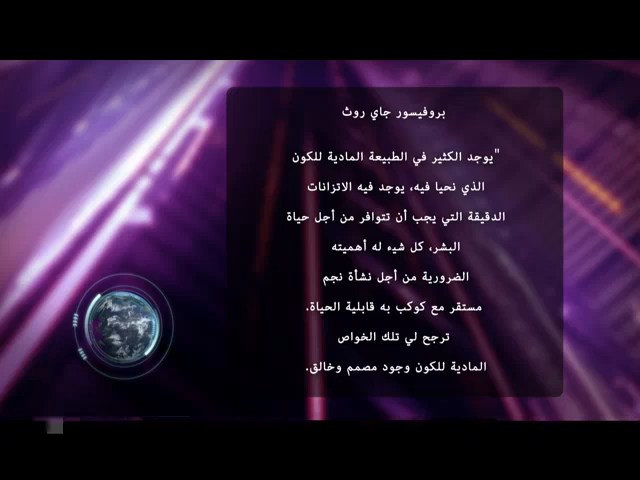 بروفيسور جاي روث
"يوجد الكثير في الطبيعة المادية للكون
الذي نحيا فيه، يوجد فيه الاتزانات
الدقيقة التي يجب أن تتوافر من أجل حياة
البشر، كل شيء له أهميته
الضرورية من أجل نشأة نجم
مستقر مع كوكب به قابلية الحياة.
ترجح لي تلك الخواص
المادية للكون وجود مصمم وخالق.